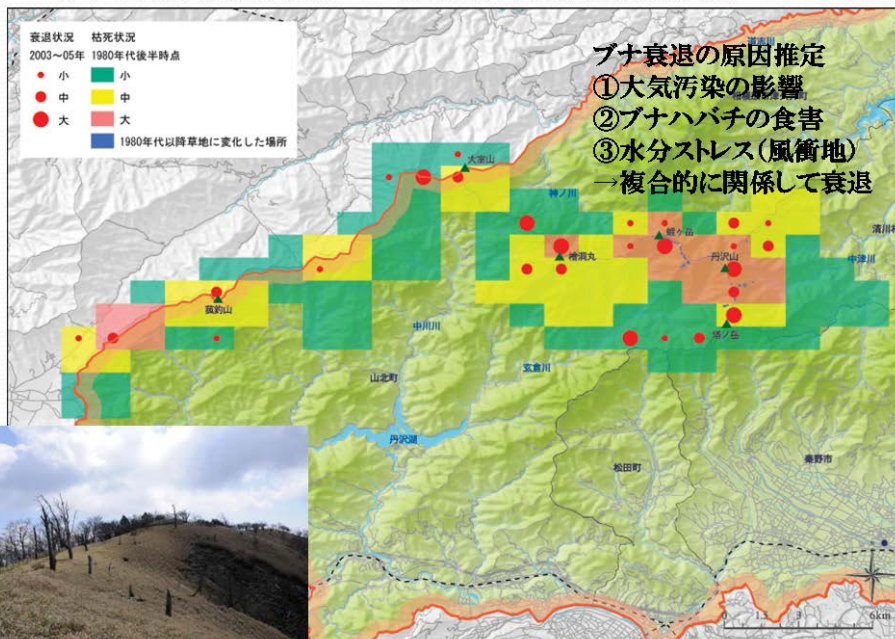 衰退状況 枯死状況
2003～05年 1980年代後半時点
小 小
中 中
大 大
1980年代以降草地に変化した場所
ブナ衰退の原因推定
①大気汚染の影響
②ブナハバチの食害
③水分ストレス(風衝地)
→複合的に関係して衰退
大室山
神ノ川
蛭ヶ岳
檜洞丸
丹沢山
清川村
中津川
菰釣山
塔ノ岳
中川川
玄倉川
山北町
丹沢湖
松田町
秦野市
0 1.5 3 6km